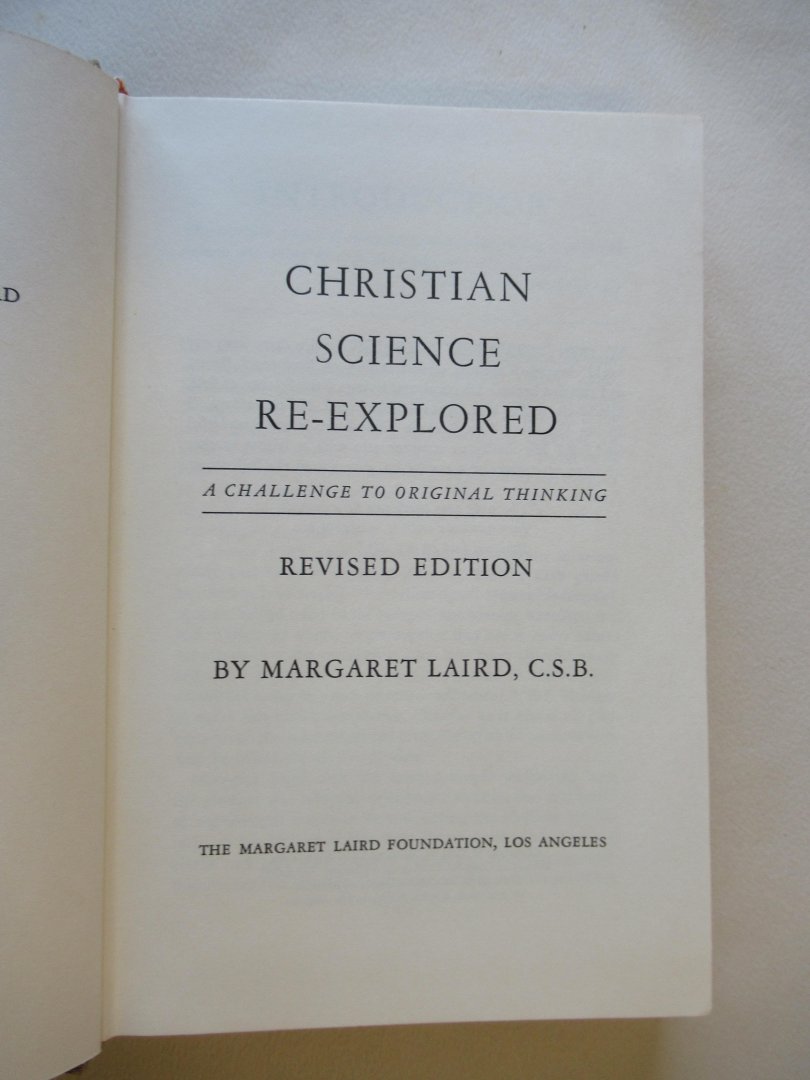 CHRISTIAN
SCIENCE
RE-EXPLORED
A CHALLENGE TO ORIGINAL THINKING
REVISED EDITION
BY MARGARET LAIRD, C.S.B.
THE MARGARET LAIRD FOUNDATION, LOS ANGELES